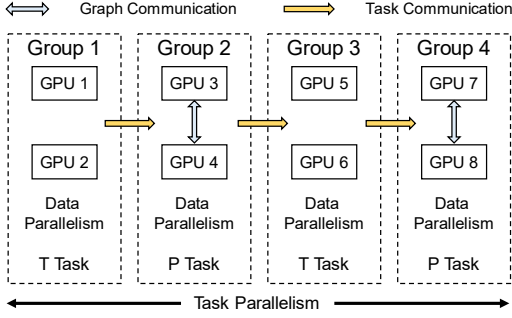 Graph Communication Task Communication
Group 1 Group 2 Group 3 Group 4
GPU 1 GPU 3 GPU 5 GPU 7
GPU 2 GPU 4 GPU 6 GPU 8
Data Data Data Data
Parallelism Parallelism Parallelism Parallelism
T Task P Task T Task P Task
Task Parallelism